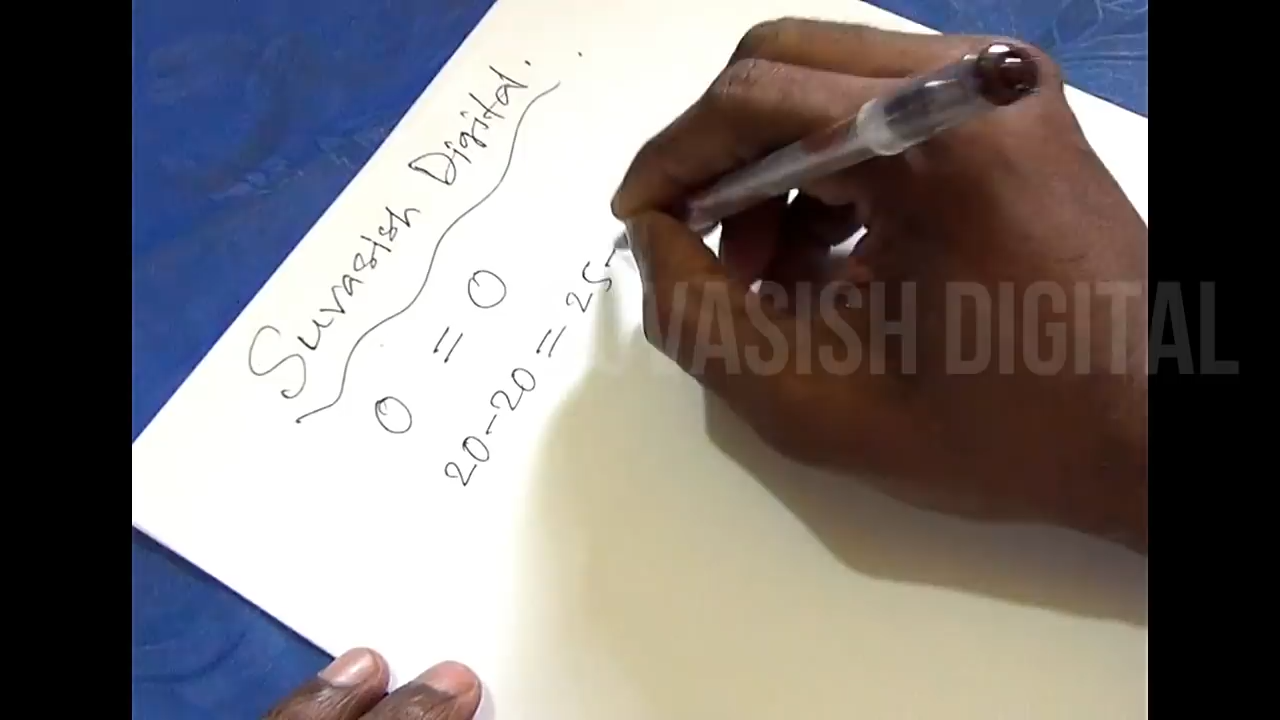 Suvasish Digital.
0 = 0
20-20 = 25-
SUVASISH DIGITAL